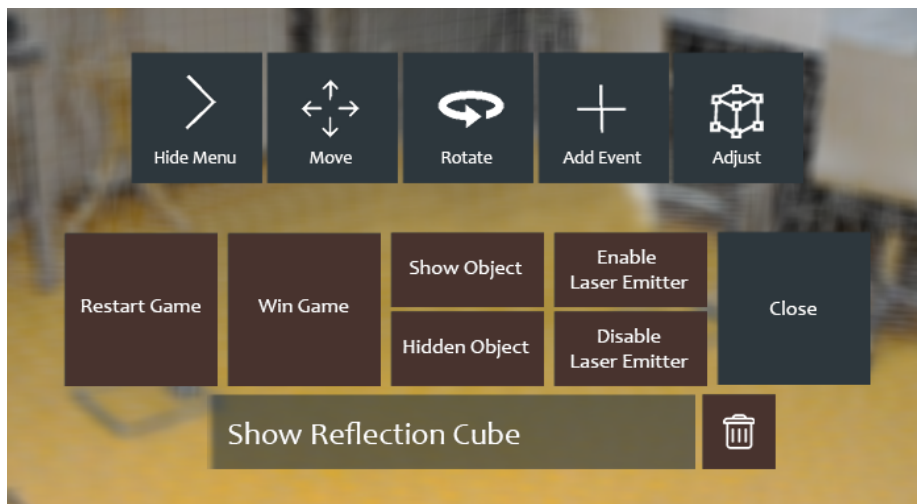 Hide Menu
Move
Rotate
Add Event
Adjust
Restart Game
Win Game
Show Object
Hidden Object
Enable
Laser Emitter
Disable
Laser Emitter
Close
Show Reflection Cube